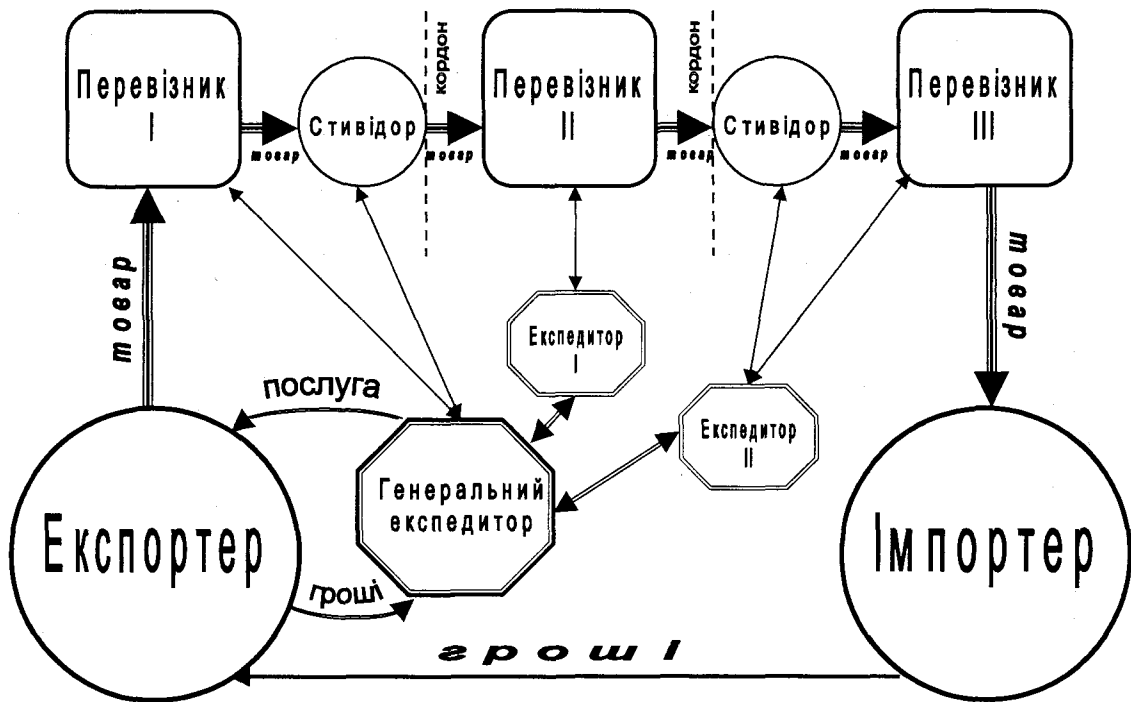 Перевізник
I
товар
Стивідор
кордон
товар
Перевізник
II
товар
кордон
Стивідор
товар
Перевізник
III
товар
товар
Експедитор
I
Експедитор
II
послуга
Генеральний
експедитор
гроші
Експортер
Імпортер
гроші